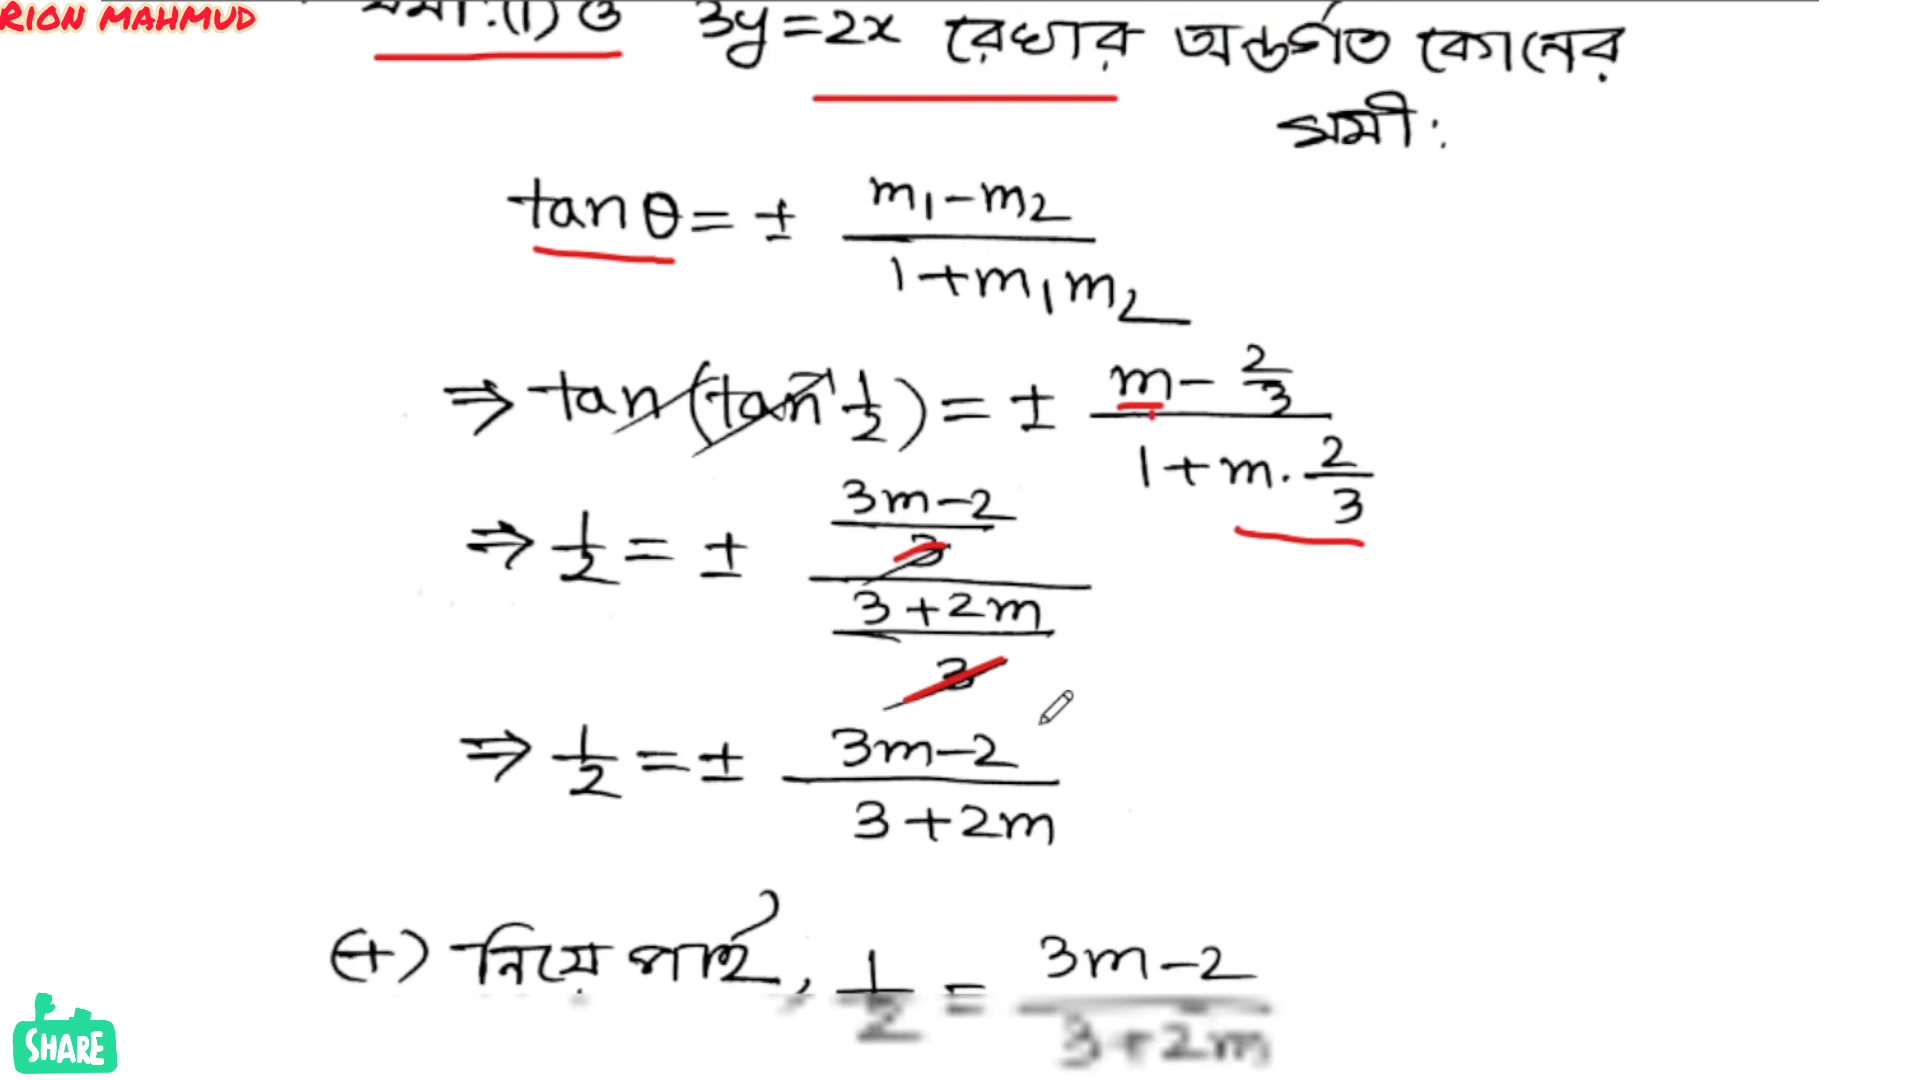 RION MAHMUD
সমী:(1) ও 3y=2x রেখার অন্তর্গত কোনের
সমী:
tan θ = ± (m₁-m₂)/(1+m₁m₂)
⇒ tan(tan⁻¹ 1/2) = ± (m - 2/3)/(1+m. 2/3)
⇒ 1/2 = ± ((3m-2)/3)/((3+2m)/3)
⇒ 1/2 = ± (3m-2)/(3+2m)
(+) নিয়ে পাই, 1/2 = (3m-2)/(3+2m)
SHARE